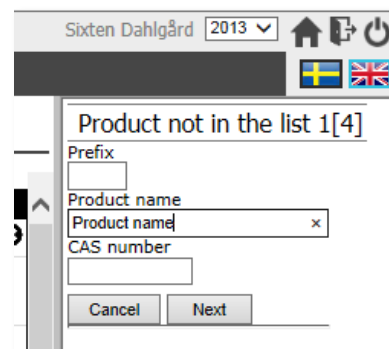 Sixten Dahlgård 2013
Product not in the list 1[4]
Prefix
Product name
Product name
CAS number
Cancel Next